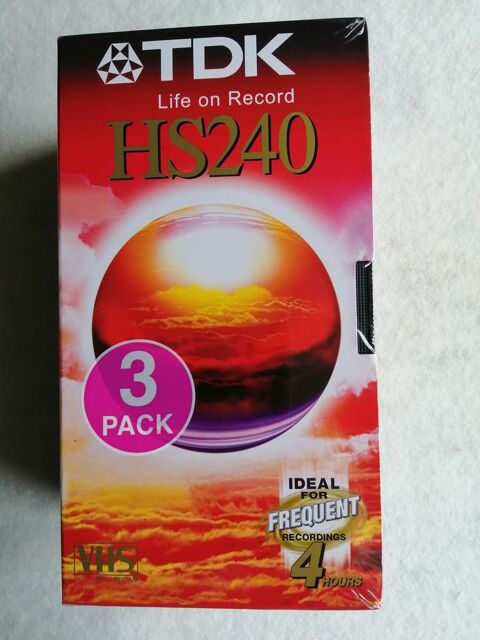 TDK
Life on Record
HS240
3
PACK
IDEAL
FOR
FREQUENT
RECORDINGS
4
HOURS
VHS